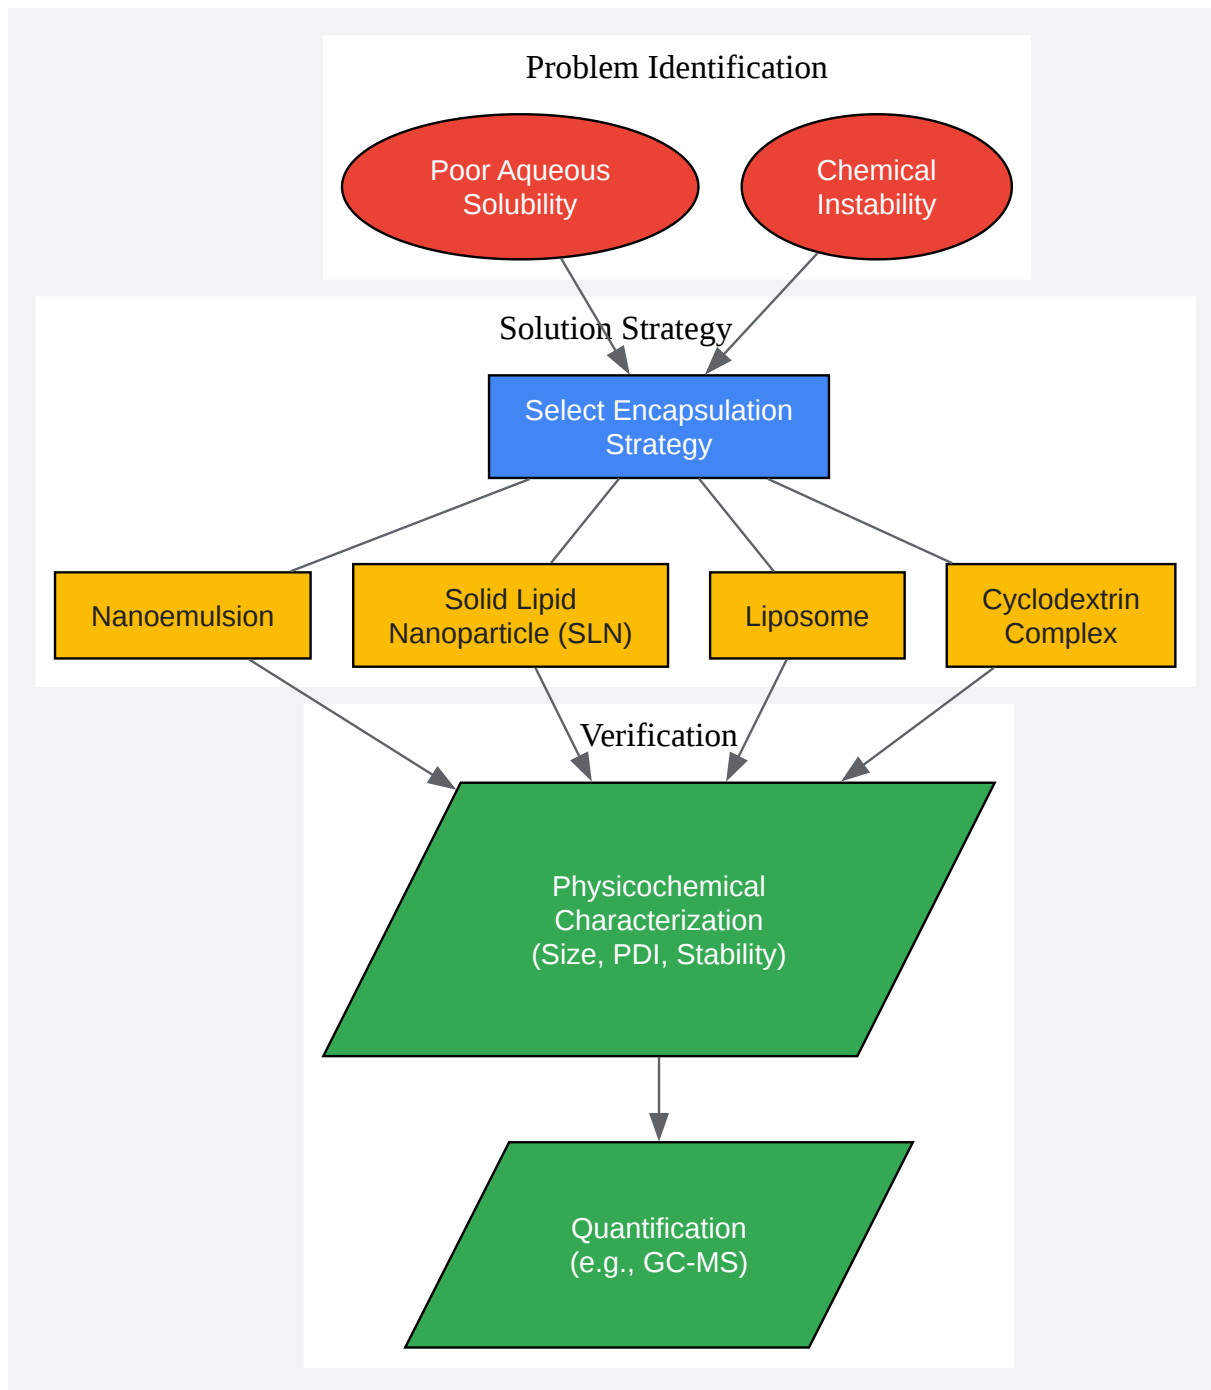 Problem Identification
Poor Aqueous
Solubility
Chemical
Instability
Solution Strategy
Select Encapsulation
Strategy
Nanoemulsion
Solid Lipid
Nanoparticle (SLN)
Liposome
Cyclodextrin
Complex
Verification
Physicochemical
Characterization
(Size, PDI, Stability)
Quantification
(e.g., GC-MS)